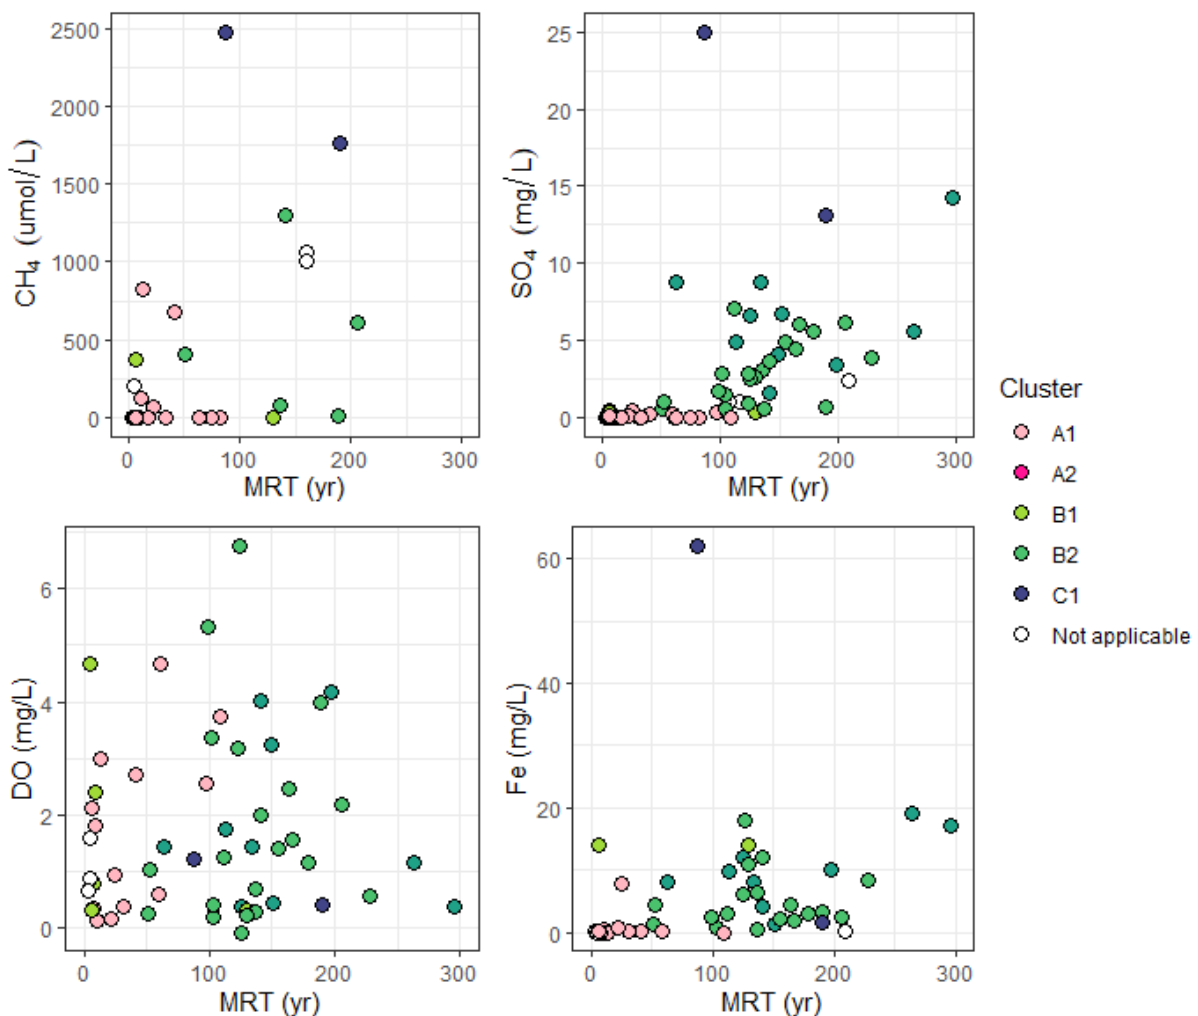 2500
2000
1500
1000
500
0
CH₄ (umol/L)
0 100 200 300
MRT (yr)
25
20
15
10
5
0
SO₄ (mg/L)
0 100 200 300
MRT (yr)
6
4
2
0
DO (mg/L)
0 100 200 300
MRT (yr)
60
40
20
0
Fe (mg/L)
0 100 200 300
MRT (yr)
Cluster
A1
A2
B1
B2
C1
Not applicable